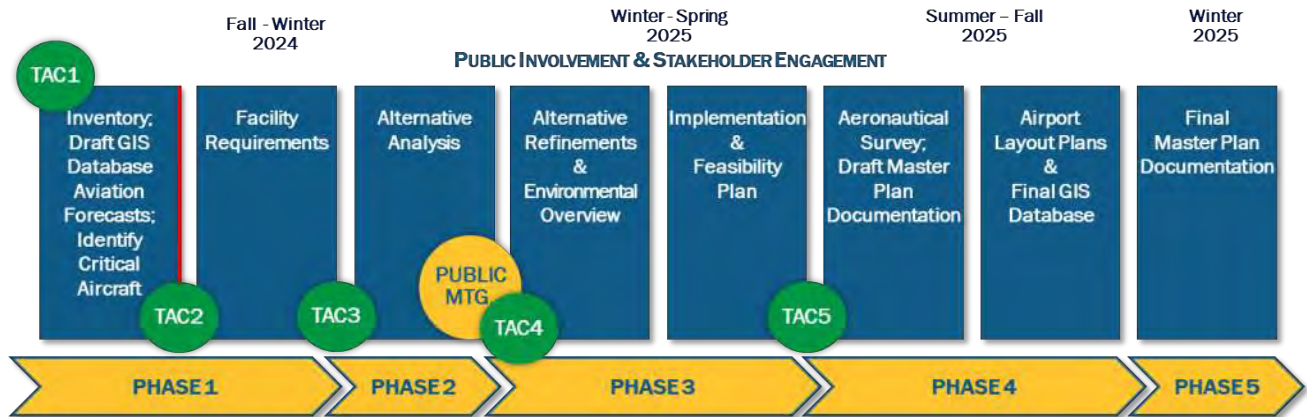 Fall - Winter
2024
Winter - Spring
2025
Summer – Fall
2025
Winter
2025
PUBLIC INVOLVEMENT & STAKEHOLDER ENGAGEMENT
TAC1
Inventory;
Draft GIS
Database
Aviation
Forecasts;
Identify
Critical
Aircraft
TAC2
Facility
Requirements
TAC3
Alternative
Analysis
PUBLIC
MTG.
TAC4
Alternative
Refinements
&
Environmental
Overview
Implementation
&
Feasibility
Plan
TAC5
Aeronautical
Survey;
Draft Master
Plan
Documentation
Airport
Layout Plans
&
Final GIS
Database
Final
Master Plan
Documentation
PHASE 1
PHASE 2
PHASE 3
PHASE 4
PHASE 5